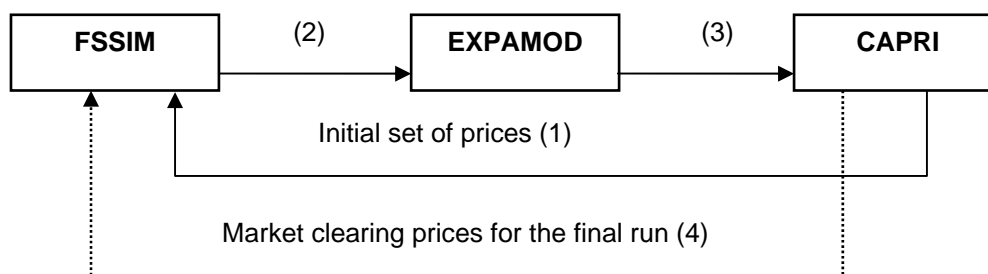 (2) (3)
FSSIM EXPAMOD CAPRI
Initial set of prices (1)
Market clearing prices for the final run (4)